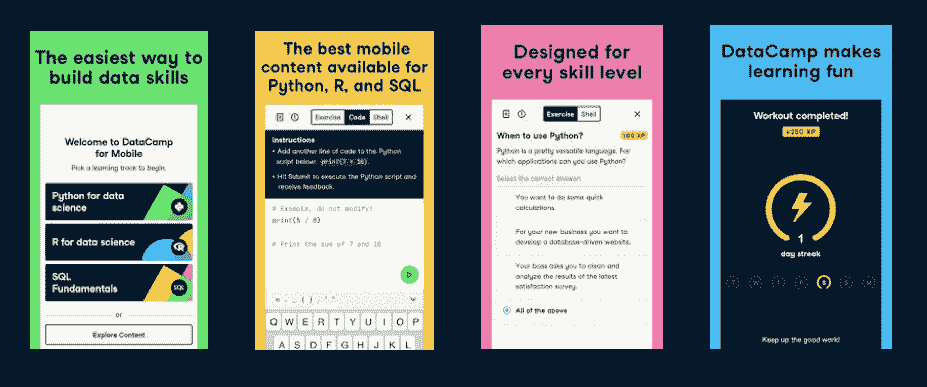 The easiest way to
build data skills
Welcome to DataCamp
for Mobile
Pick a learning track to begin.
Python for data
science
R for data science
R
SQL
Fundamentals
SQL
or
Explore Content
The best mobile
content available for
Python, R, and SQL
Exercise
Code
Shell
Instructions
• Add another line of code to the Python
script below:
• Hit Submit to execute the Python script and
receive feedback.
# Example, do not modify!
print(5 / 8)
# Print the sum of 7 and 10
Q W E R T Y U I O P
A S D F G H J K L
Designed for
every skill level
Exercise
Shell
When to use Python?
100 XP
Python is a pretty versatile language. For
which applications can you use Python?
Select the correct answer
You want to do some quick
calculations.
For your new business you want to
develop a database-driven website.
Your boss asks you to clean and
analyze the results of the latest
satisfaction survey.
All of the above
DataCamp makes
learning fun
Workout completed!
+250 XP
1
day streak
S
Keep up the good work!